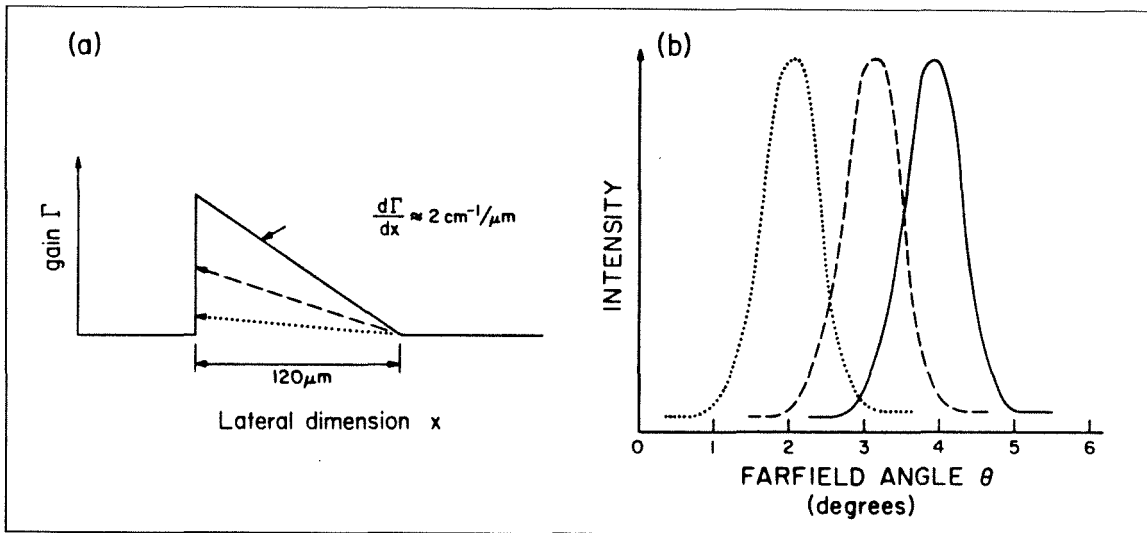 (a)
gain Γ
dΓ/dx ≈ 2 cm⁻¹/μm
120μm
Lateral dimension x
(b)
INTENSITY
0 1 2 3 4 5 6
FARFIELD ANGLE θ
(degrees)